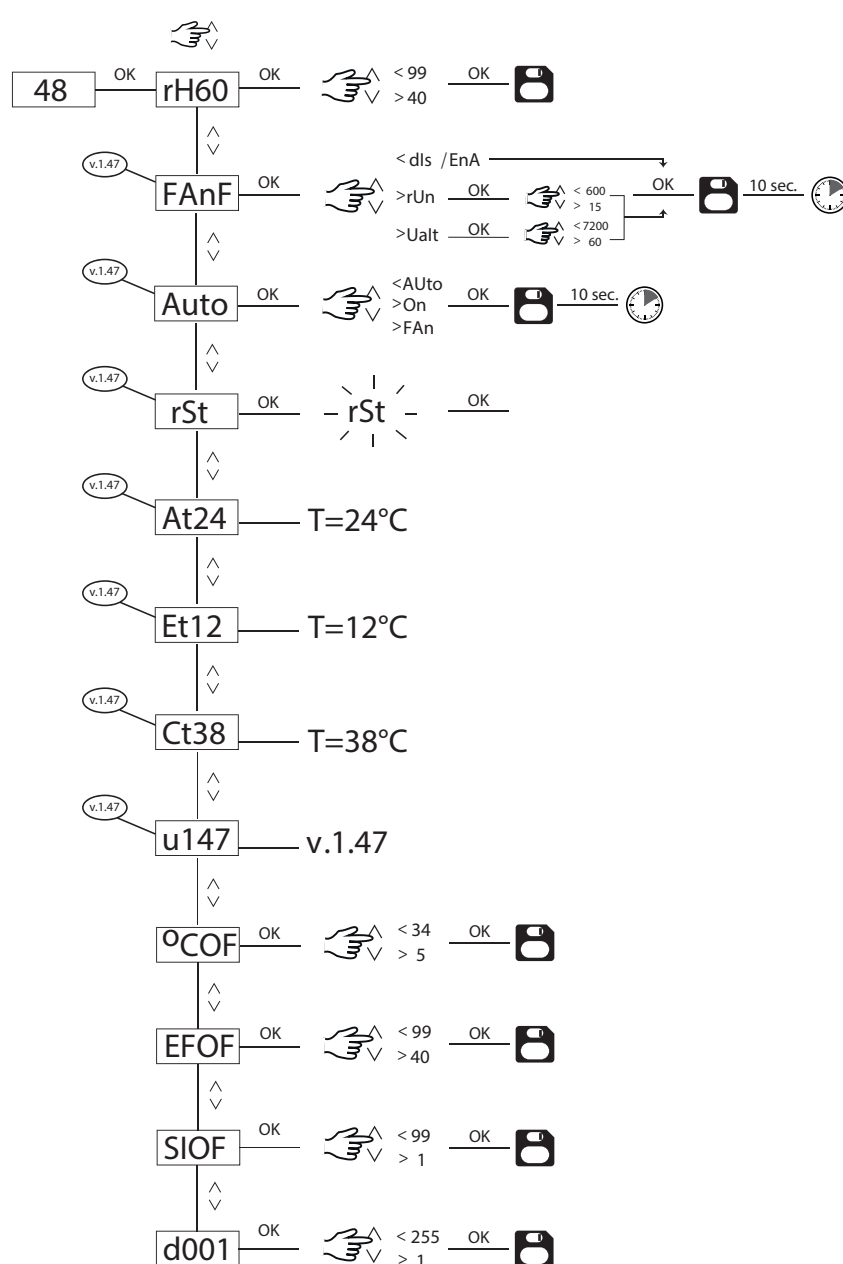 48 OK rH60 OK < 99 OK
> 40
v.1.47
FAnF OK < dIs /EnA
>rUn OK < 600 OK 10 sec.
> 15
>Ualt OK <7200
> 60
v.1.47
Auto OK <AUto OK 10 sec.
>On
>FAn
v.1.47
rSt OK rSt OK
v.1.47
At24 T=24°C
v.1.47
Et12 T=12°C
v.1.47
Ct38 T=38°C
v.1.47
u147 v.1.47
ºCOF OK < 34 OK
> 5
EFOF OK < 99 OK
> 40
SIOF OK < 99 OK
> 1
d001 OK < 255 OK
> 1